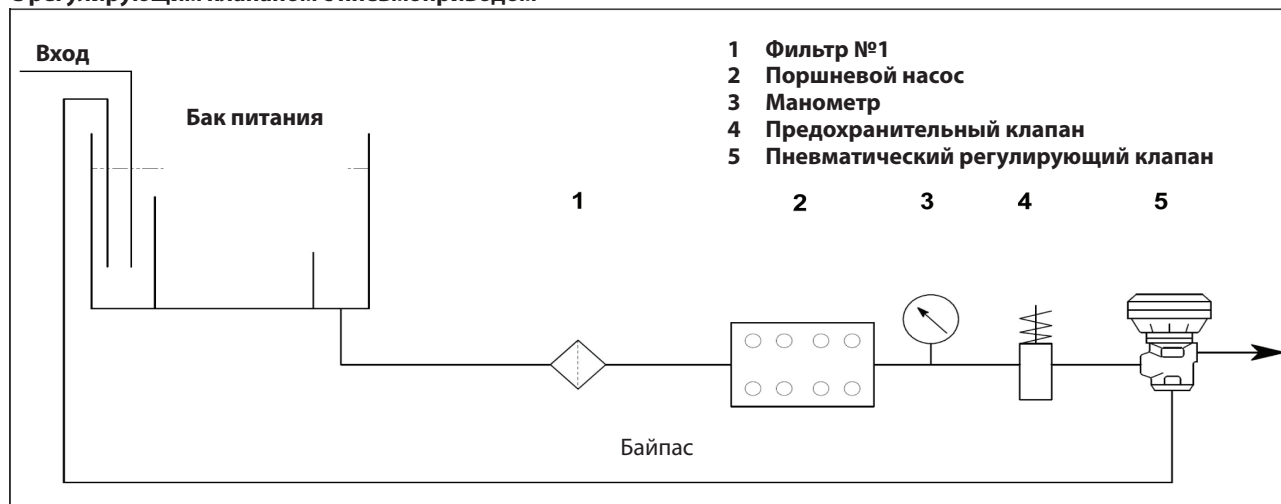 Вход
Бак питания
1 Фильтр №1
2 Поршневой насос
3 Манометр
4 Предохранительный клапан
5 Пневматический регулирующий клапан
1 2 3 4 5
Байпас